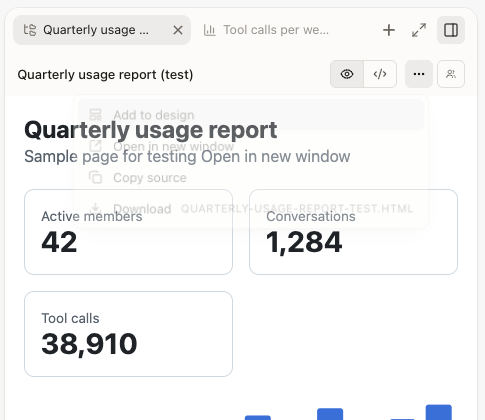 Quarterly usage ...
Tool calls per we...
Quarterly usage report (test)
Add to design
Quarterly usage report
Open in new window
Sample page for testing Open in new window
Copy source
Download QUARTERLY-USAGE-REPORT-TEST.HTML
Active members
42
Conversations
1,284
Tool calls
38,910